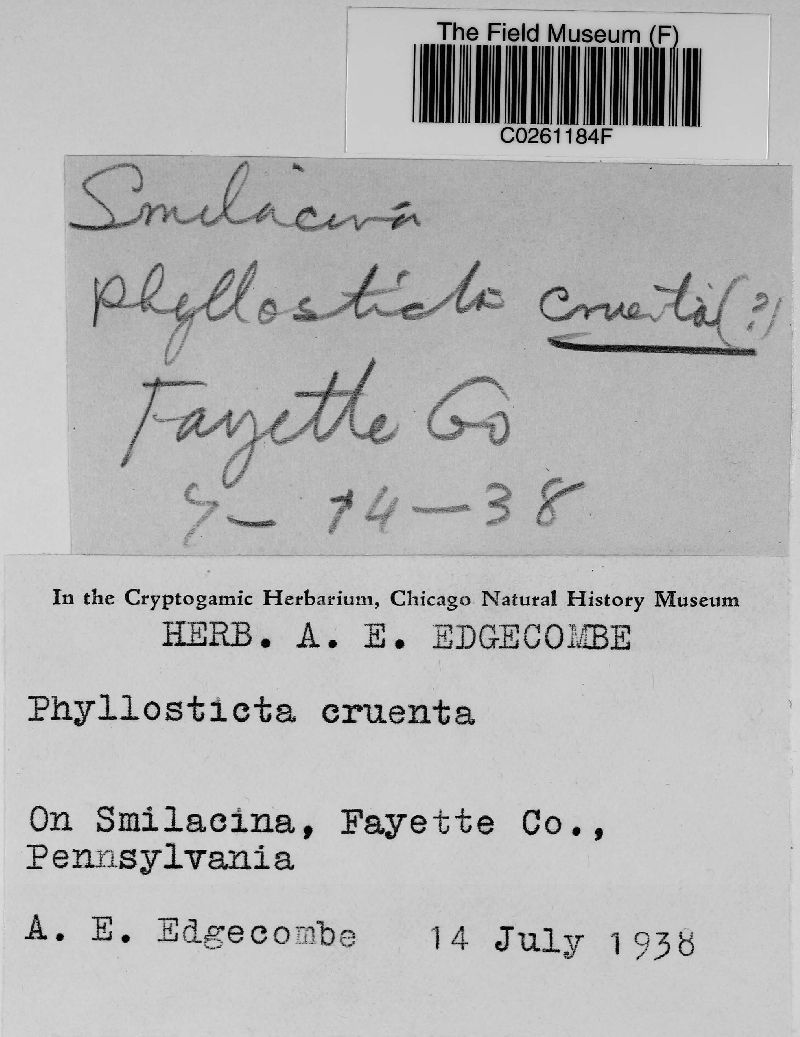 The Field Museum (F)
C0261184F
Smilacina
Phyllosticta cruenta (?)
Fayette Co
7 - 14 - 38
In the Cryptogamic Herbarium, Chicago Natural History Museum
HERB. A. E. EDGECOMBE
Phyllosticta cruenta
On Smilacina, Fayette Co.,
Pennsylvania
A. E. Edgecombe 14 July 1938